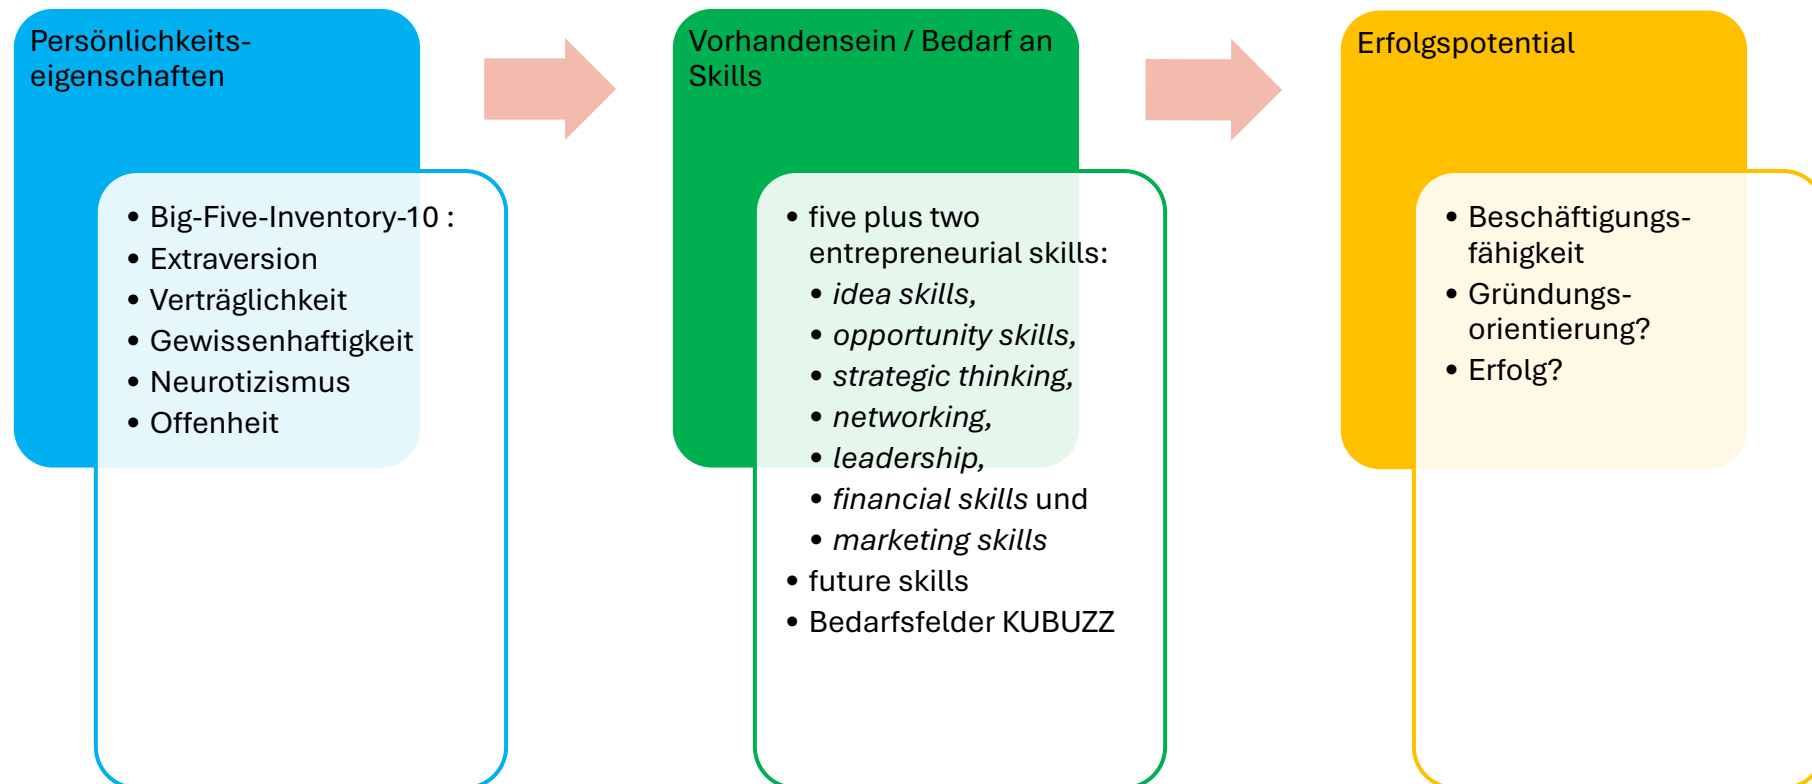 Persönlichkeits-
eigenschaften
• Big-Five-Inventory-10 :
• Extraversion
• Verträglichkeit
• Gewissenhaftigkeit
• Neurotizismus
• Offenheit
Vorhandensein / Bedarf an
Skills
• five plus two
entrepreneurial skills:
• idea skills,
• opportunity skills,
• strategic thinking,
• networking,
• leadership,
• financial skills und
• marketing skills
• future skills
• Bedarfsfelder KUBUZZ
Erfolgspotential
• Beschäftigungs-
fähigkeit
• Gründungs-
orientierung?
• Erfolg?